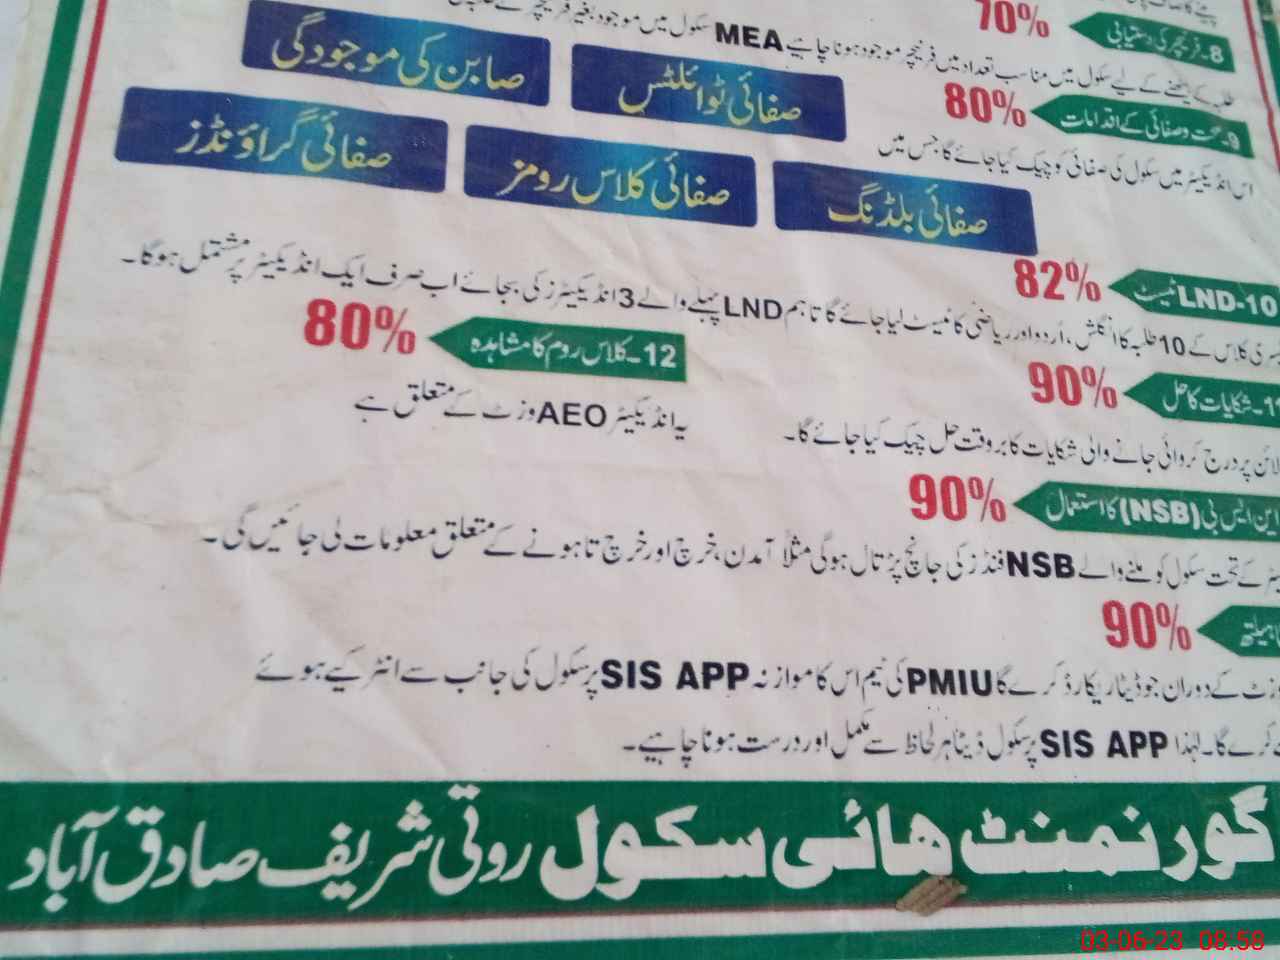 70%
8۔فرنیچر کی دستیابی
طلبہ کے بیٹھنے کے لیے سکول میں مناسب تعداد میں فرنیچر موجود ہونا چاہیے MEA سکول میں موجود بغیر فرنیچر کے
80%
9۔صحت و صفائی کے اقدامات
اس انڈیکیٹر میں سکول کی صفائی کو چیک کیا جائے گا جس میں
صفائی ٹوائلٹس
صابن کی موجودگی
صفائی بلڈنگ
صفائی کلاس رومز
صفائی گراؤنڈز
82%
LND-10 ٹیسٹ
کلاس کے 10 طلبہ کا انگلش، اُردو اور ریاضی کا ٹیسٹ لیا جائے گا تاہم LND پہلے والے 3 انڈیکیٹرز کی بجائے اب صرف ایک انڈیکیٹر پر مشتمل ہوگا۔
90%
شکایات کا حل
لائن پر درج کروائی جانے والی شکایات کا بروقت حل چیک کیا جائے گا۔
80%
12۔کلاس روم کا مشاہدہ
یہ انڈیکیٹر AEO وزٹ کے متعلق ہے
90%
این ایس بی (NSB) کا استعمال
کے تحت سکول کو ملنے والے NSB فنڈز کی جانچ پڑتال ہوگی مثلاً آمدن، خرچ اور خرچ نا ہونے کے متعلق معلومات لی جائیں گی۔
90%
وزٹ کے دوران جو ڈیٹا ریکارڈ کرے گا PMIU کی ٹیم اس کا موازنہ SIS APP پر سکول کی جانب سے انٹر کیے ہوئے
کرے گا۔ لہٰذا SIS APP پر سکول ڈیٹا ہر لحاظ سے مکمل اور درست ہونا چاہیے۔
گورنمنٹ ہائی سکول روتی شریف صادق آباد
03-06-23 08:58